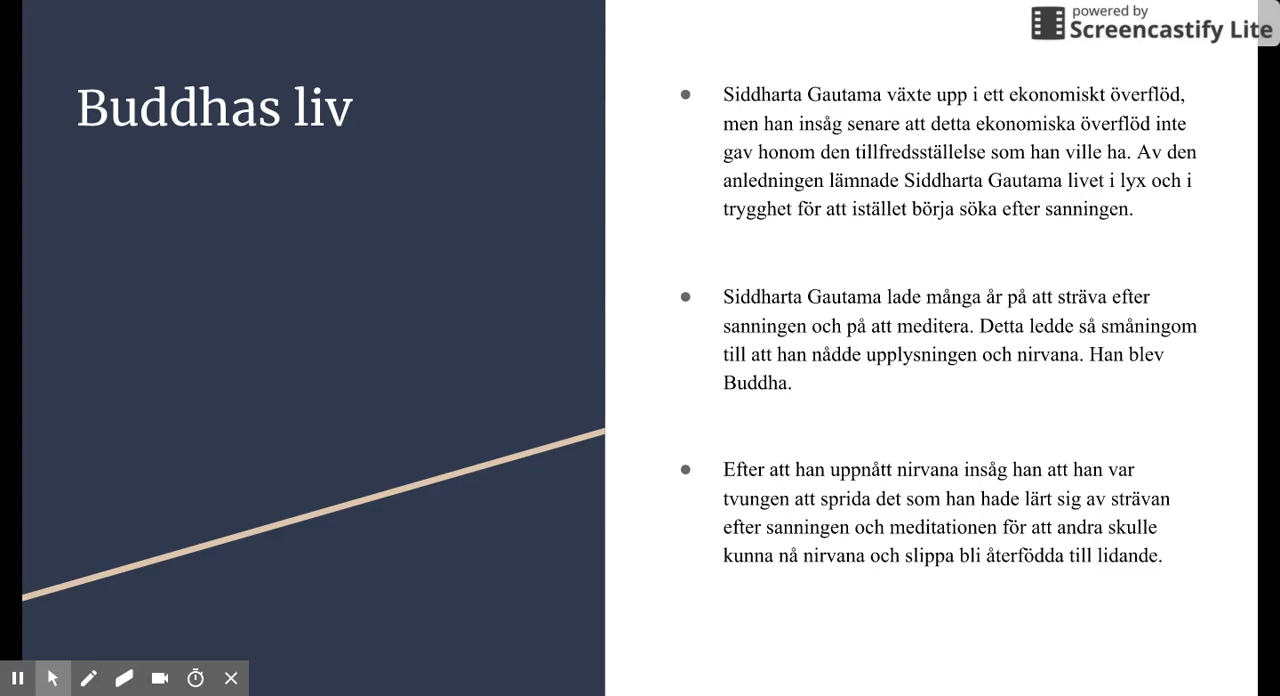 powered by
Screencastify Lite
Buddhas liv
Siddharta Gautama växte upp i ett ekonomiskt överflöd,
men han insåg senare att detta ekonomiska överflöd inte
gav honom den tillfredsställelse som han ville ha. Av den
anledningen lämnade Siddharta Gautama livet i lyx och i
trygghet för att istället börja söka efter sanningen.
Siddharta Gautama lade många år på att sträva efter
sanningen och på att meditera. Detta ledde så småningom
till att han nådde upplysningen och nirvana. Han blev
Buddha.
Efter att han uppnått nirvana insåg han att han var
tvungen att sprida det som han hade lärt sig av strävan
efter sanningen och meditationen för att andra skulle
kunna nå nirvana och slippa bli återfödda till lidande.